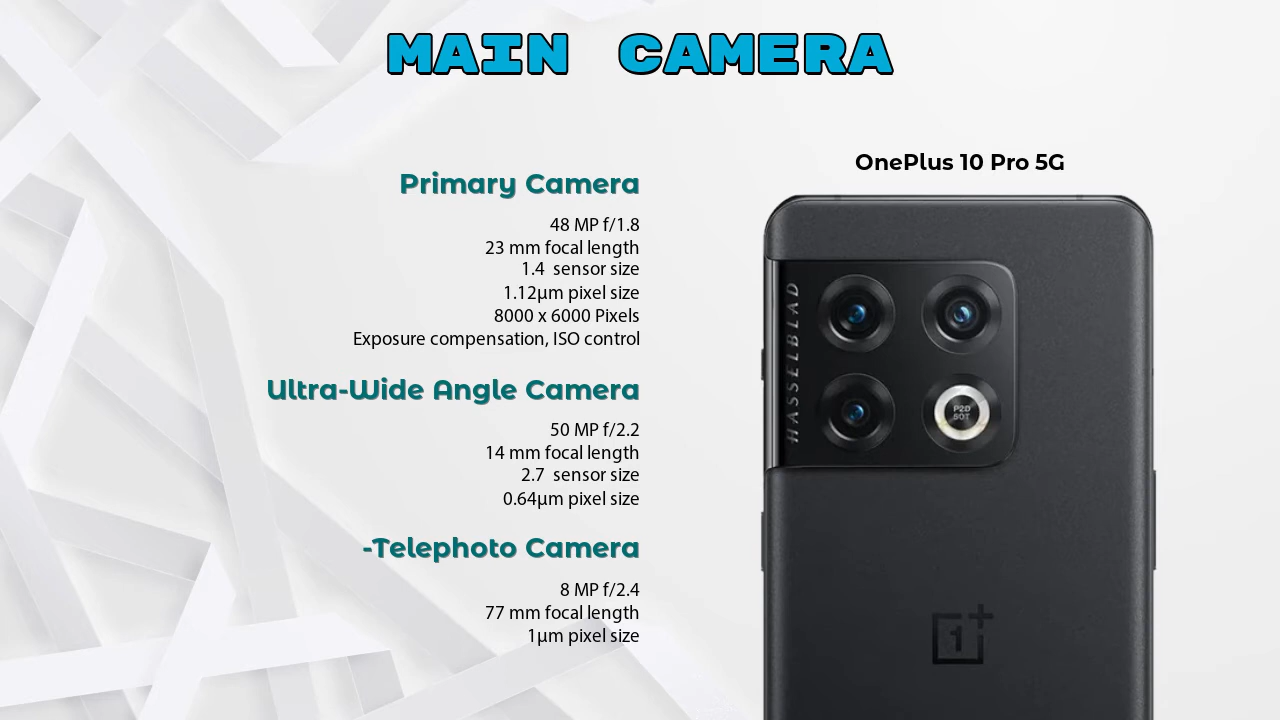 MAIN CAMERA
OnePlus 10 Pro 5G
Primary Camera
48 MP f/1.8
23 mm focal length
1.4 sensor size
1.12µm pixel size
8000 x 6000 Pixels
Exposure compensation, ISO control
Ultra-Wide Angle Camera
50 MP f/2.2
14 mm focal length
2.7 sensor size
0.64µm pixel size
-Telephoto Camera
8 MP f/2.4
77 mm focal length
1µm pixel size
HASSELBLAD
P2D
50T
1+